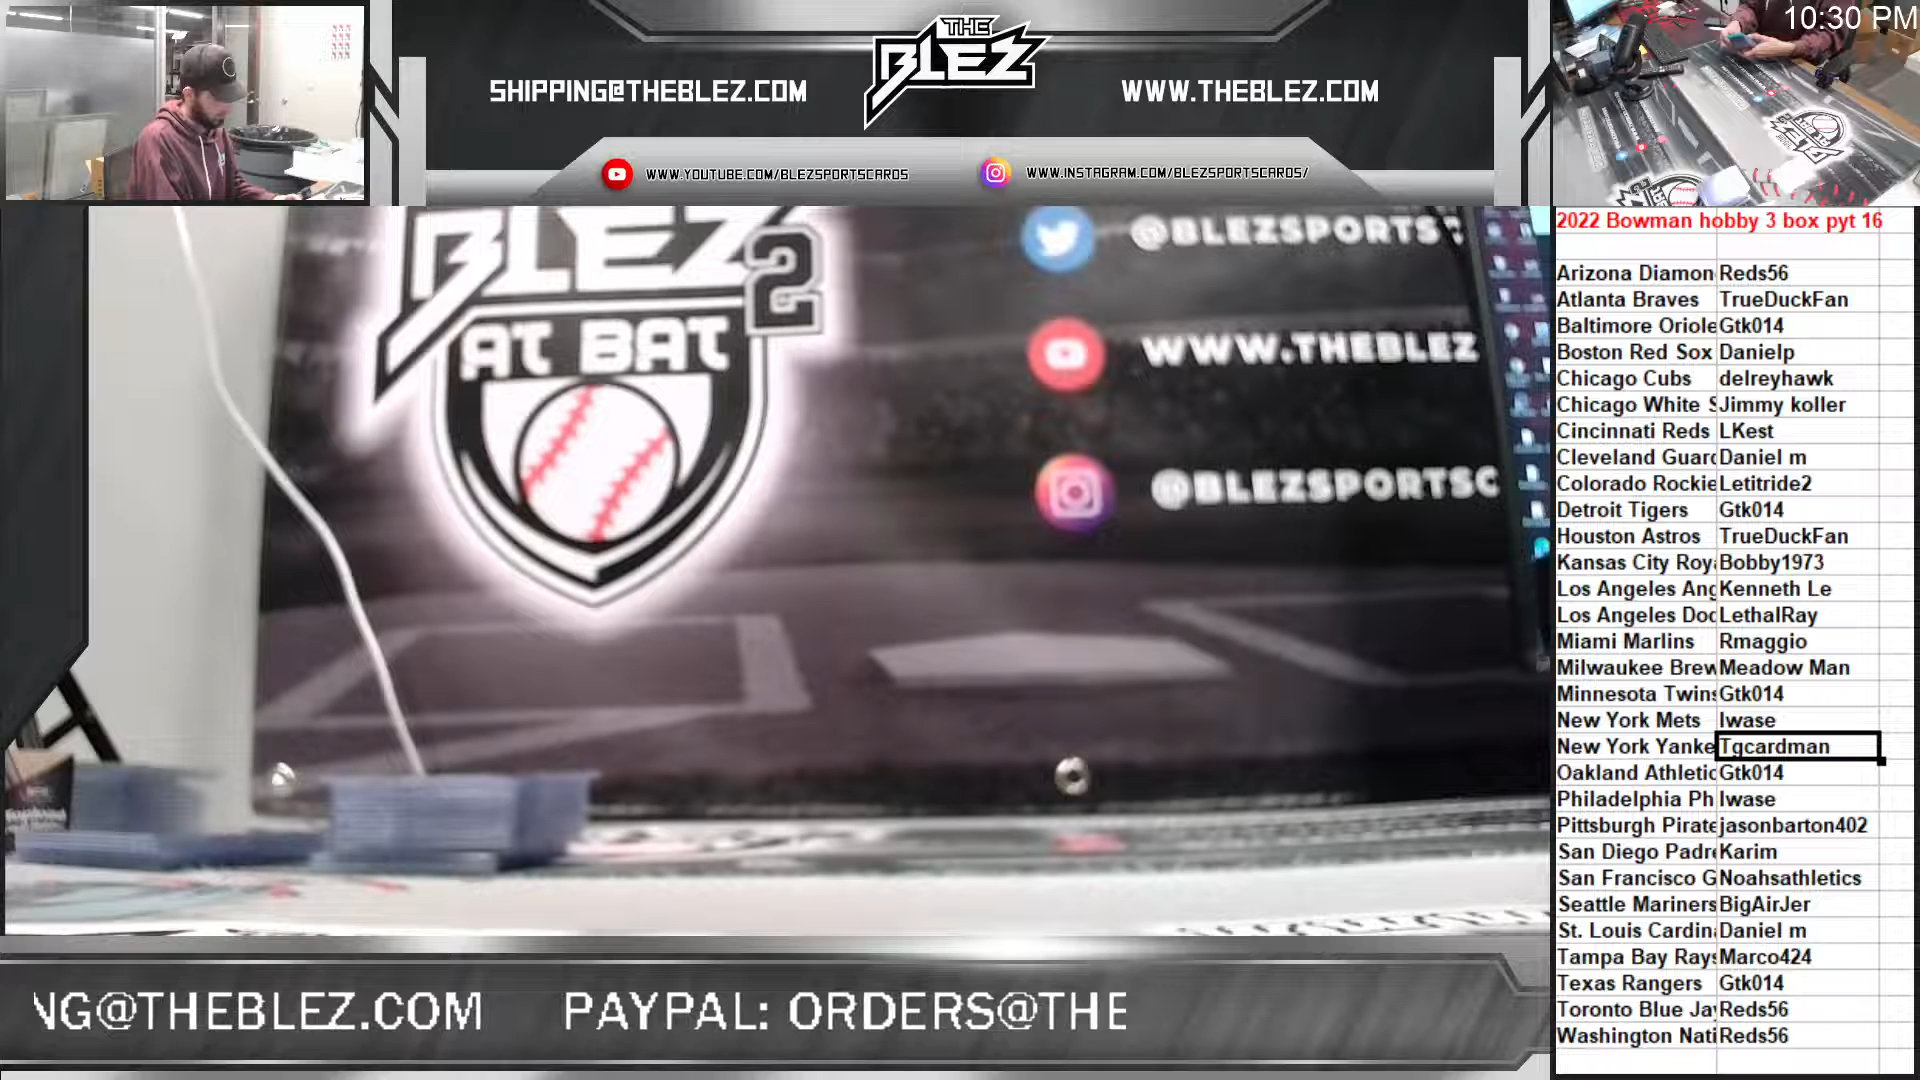 THE
BLEZ
SHIPPING@THEBLEZ.COM
WWW.THEBLEZ.COM
WWW.YOUTUBE.COM/BLEZSPORTSCARDS
WWW.INSTAGRAM.COM/BLEZSPORTSCARDS/
10:30 PM
BLEZ 2
AT BAT
@BLEZSPORTS
WWW.THEBLEZ
@BLEZSPORTSC
2022 Bowman hobby 3 box pyt 16
Arizona Diamon Reds56
Atlanta Braves TrueDuckFan
Baltimore Oriole Gtk014
Boston Red Sox Danielp
Chicago Cubs delreyhawk
Chicago White S Jimmy koller
Cincinnati Reds LKest
Cleveland Guard Daniel m
Colorado Rockie Letitride2
Detroit Tigers Gtk014
Houston Astros TrueDuckFan
Kansas City Roya Bobby1973
Los Angeles Ang Kenneth Le
Los Angeles Dod LethalRay
Miami Marlins Rmaggio
Milwaukee Brew Meadow Man
Minnesota Twins Gtk014
New York Mets Iwase
New York Yanke Tgcardman
Oakland Athletic Gtk014
Philadelphia Ph Iwase
Pittsburgh Pirate jasonbarton402
San Diego Padre Karim
San Francisco G Noahsathletics
Seattle Mariners BigAirJer
St. Louis Cardina Daniel m
Tampa Bay Rays Marco424
Texas Rangers Gtk014
Toronto Blue Jay Reds56
Washington Nati Reds56
NG@THEBLEZ.COM PAYPAL: ORDERS@THE